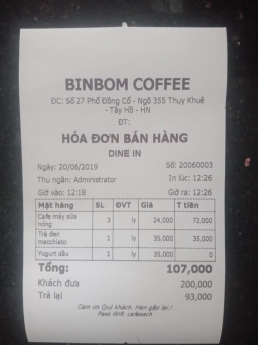 BINBOM COFFEE
ĐC: Số 27 Phố Đồng Cổ - Ngõ 355 Thụy Khuê
- Tây Hồ - HN
ĐT:
HÓA ĐƠN BÁN HÀNG
DINE IN
Ngày: 20/06/2019 Số: 20060003
Thu ngân: Administrator In lúc: 12:26
Giờ vào: 12:18 Giờ ra: 12:26
Mặt hàng SL ĐVT Giá T tiền
Cafe máy sữa nóng 3 ly 24,000 72,000
Trà đen macchiato 1 ly 35,000 35,000
Yogurt dâu 1 ly 35,000 0
Tổng: 107,000
Khách đưa 200,000
Trả lại 93,000
Cảm ơn Quý khách. Hẹn gặp lại.!
Pass Wifi: cafesach